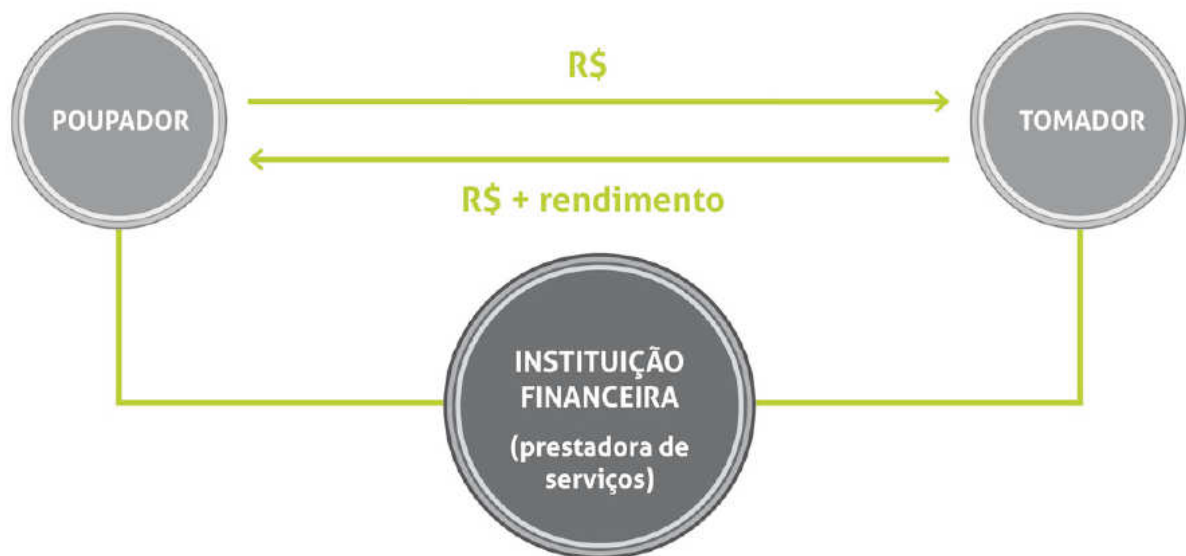 R$
POUPADOR
TOMADOR
R$ + rendimento
INSTITUIÇÃO
FINANCEIRA
(prestadora de
serviços)